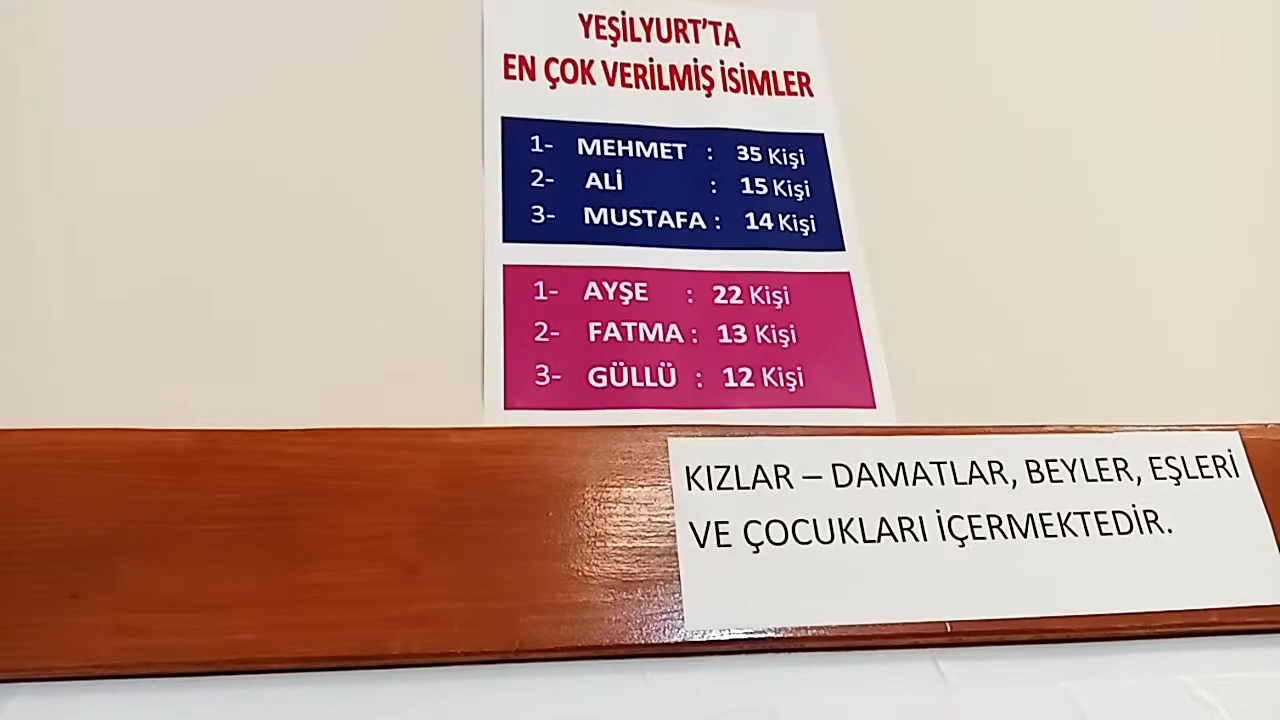 YEŞİLYURT'TA
EN ÇOK VERİLMİŞ İSİMLER
1- MEHMET : 35 Kişi
2- ALİ : 15 Kişi
3- MUSTAFA : 14 Kişi
1- AYŞE : 22 Kişi
2- FATMA : 13 Kişi
3- GÜLLÜ : 12 Kişi
KIZLAR – DAMATLAR, BEYLER, EŞLERİ
VE ÇOCUKLARI İÇERMEKTEDİR.